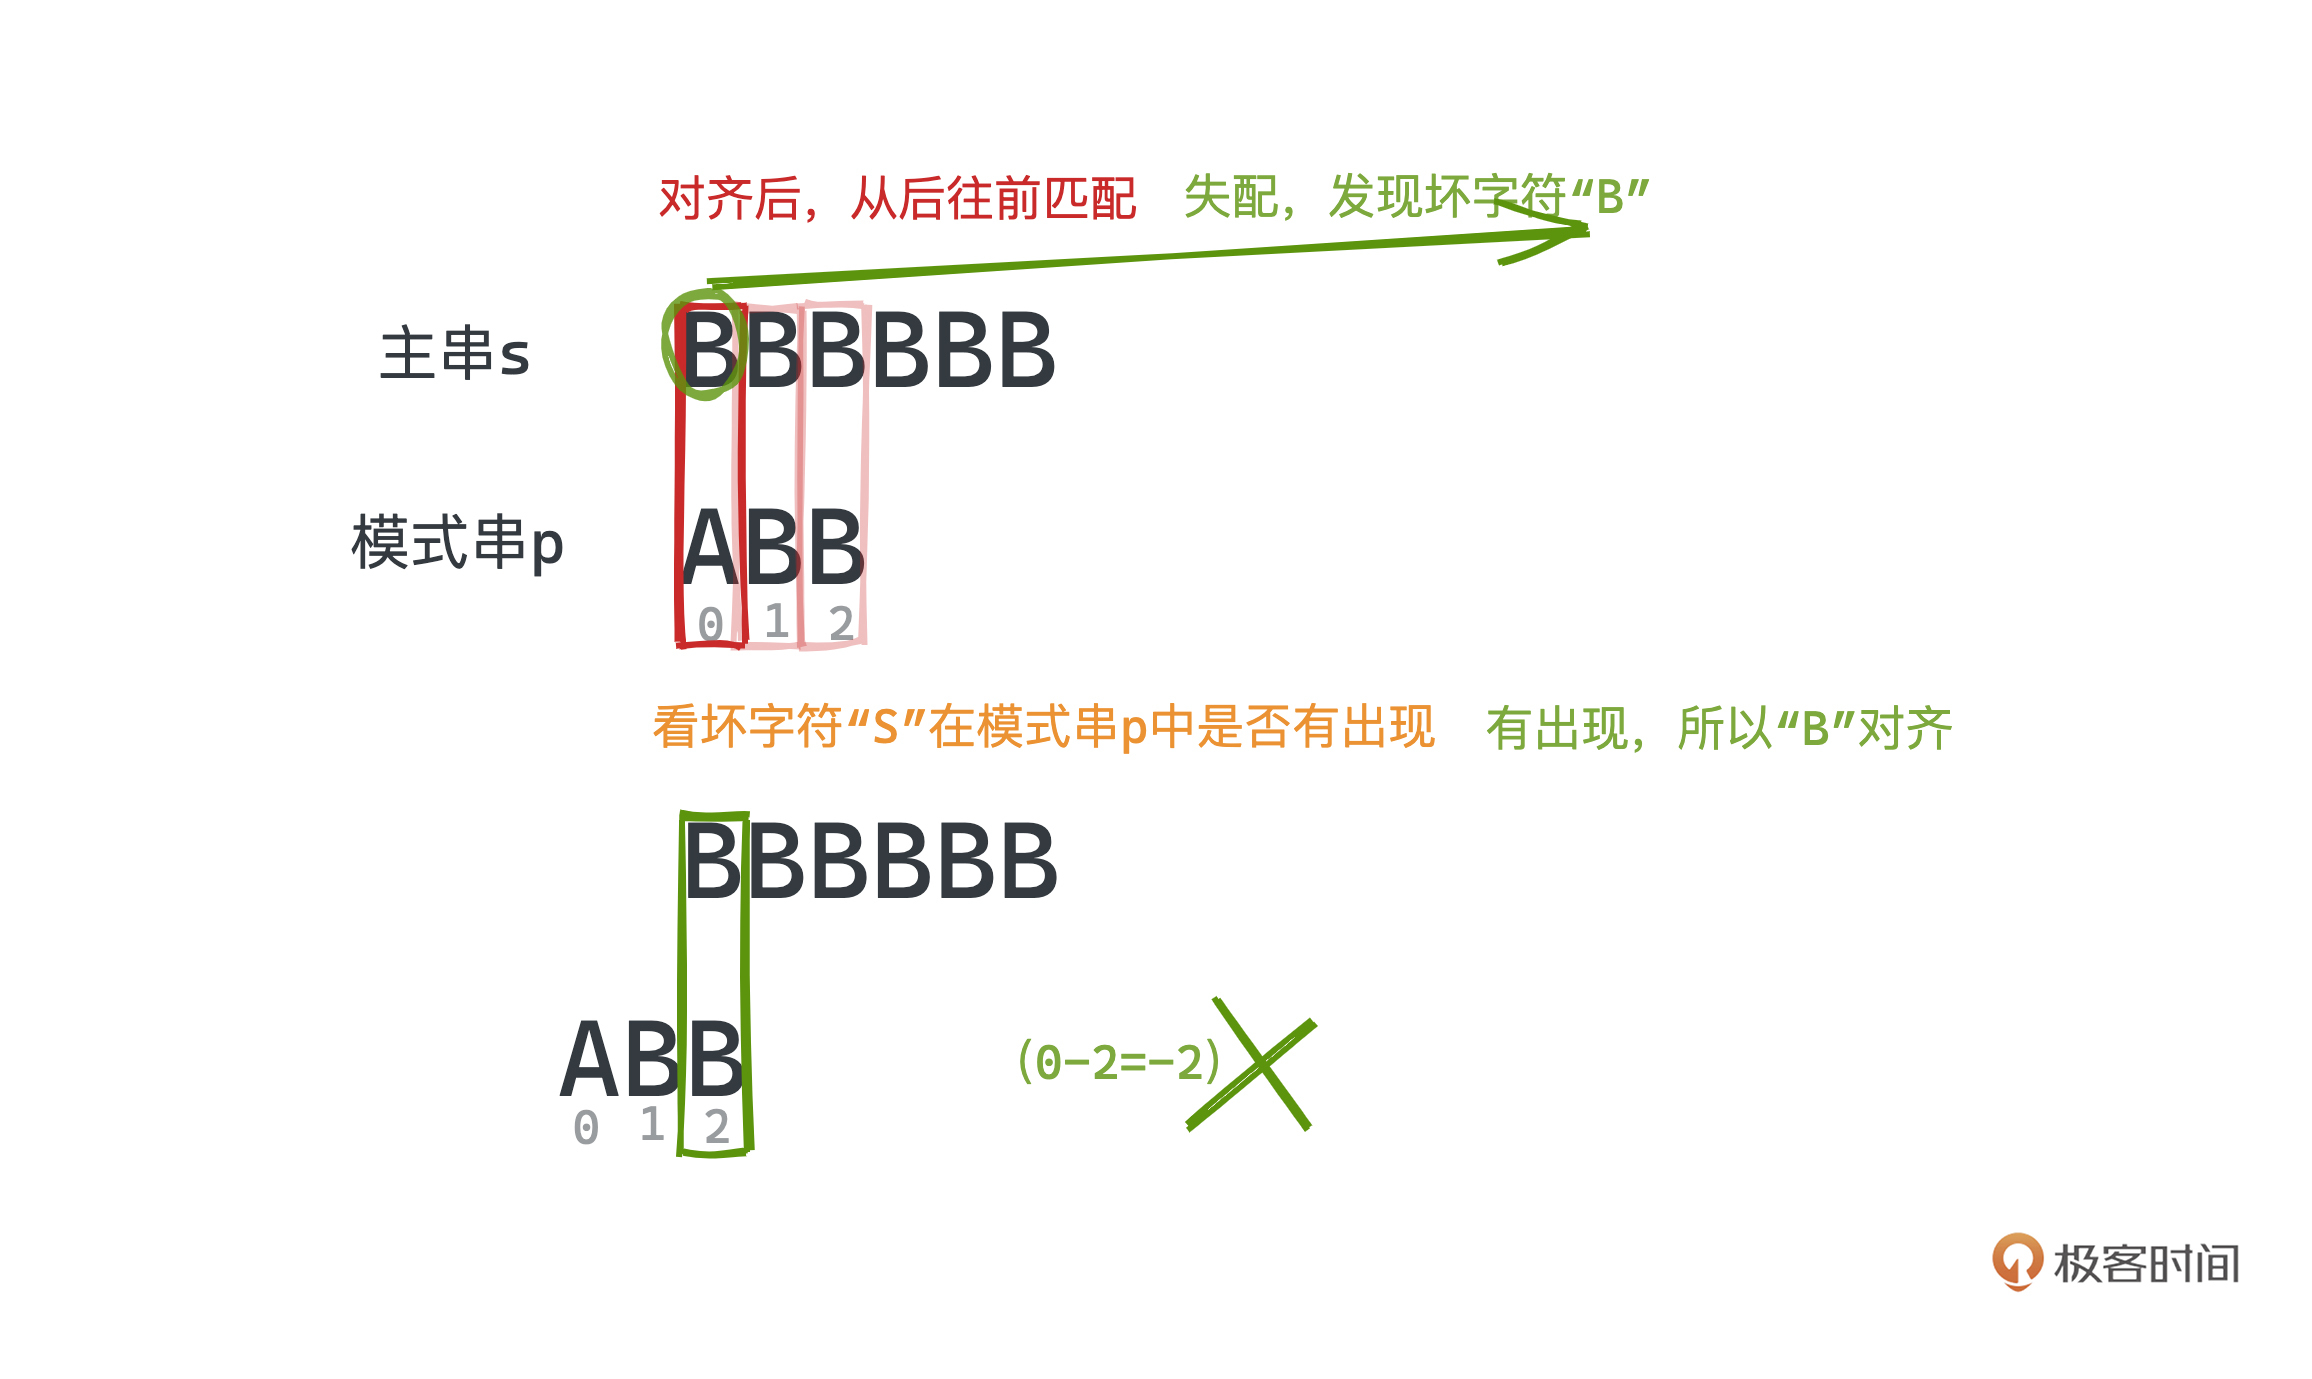 对齐后，从后往前匹配 失配，发现坏字符“B”
主串s BBBBBB
模式串p ABB
0 1 2
看坏字符“S”在模式串p中是否有出现 有出现，所以“B”对齐
BBBBBB
ABB (0-2=-2)
0 1 2
极客时间